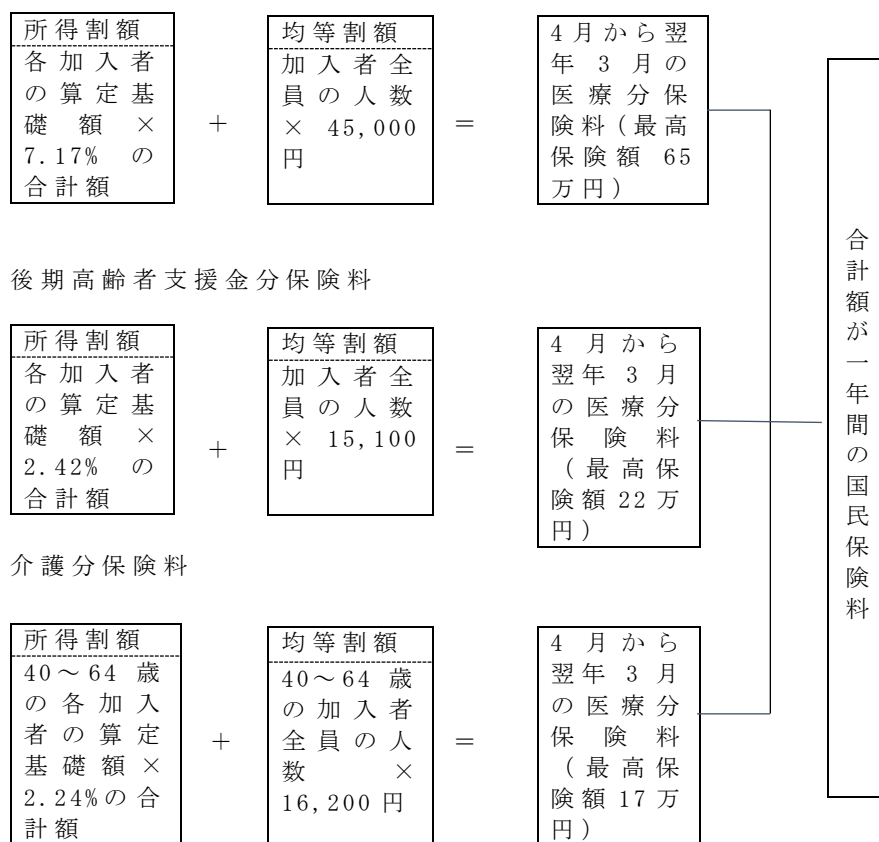 所得割額
各加入者
の算定基
礎額×
7.17%の
合計額
+
均等割額
加入者全
員の人数
× 45,000
円
=
4月から翌
年3月の
医療分保
険料(最高
保険額 65
万円)
後期高齢者支援金分保険料
所得割額
各加入者
の算定基
礎額×
2.42%の
合計額
+
均等割額
加入者全
員の人数
× 15,100
円
=
4月から
翌年3月
の医療分
保険料
(最高保
険額22万
円)
介護分保険料
所得割額
40～64 歳
の各加入
者の算定
基礎額×
2.24%の合
計額
+
均等割額
40～64 歳
の加入者
全員の人
数×
16,200 円
=
4月から
翌年3月
の医療分
保険料
(最高保
険額17万
円)
合計額が一年間の国民保険料